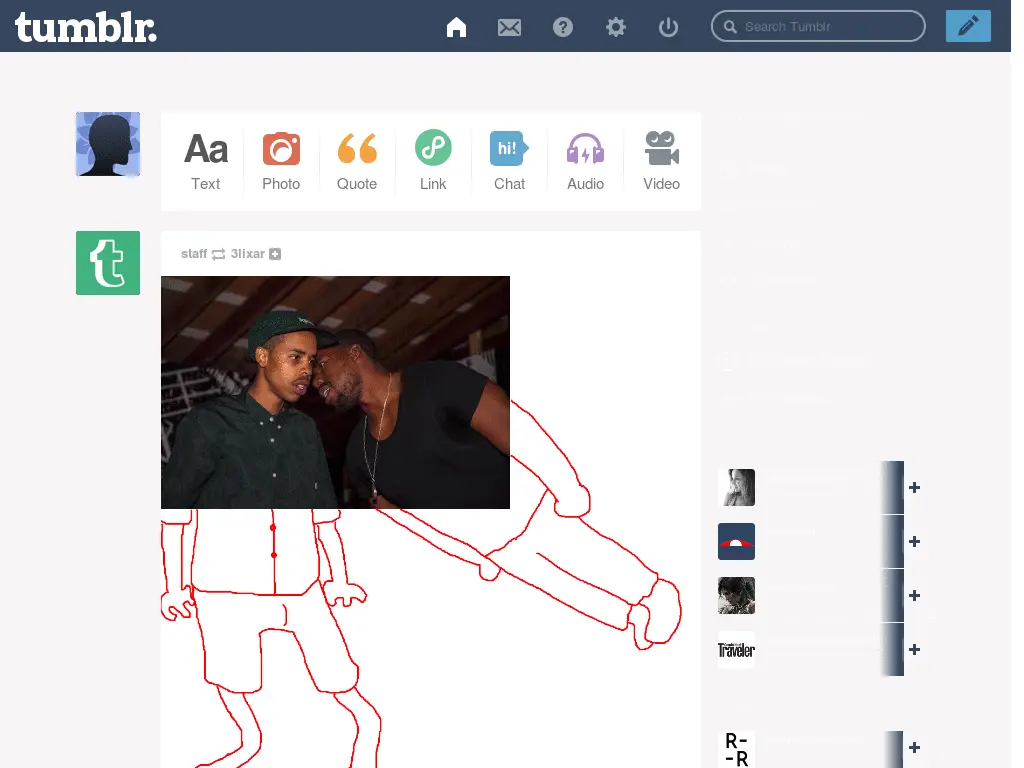 tumblr.
Search Tumblr
Aa
hi!
Text
Photo
Quote
Link
Chat
Audio
Video
staff 3lixar
Traveler
R-
-R